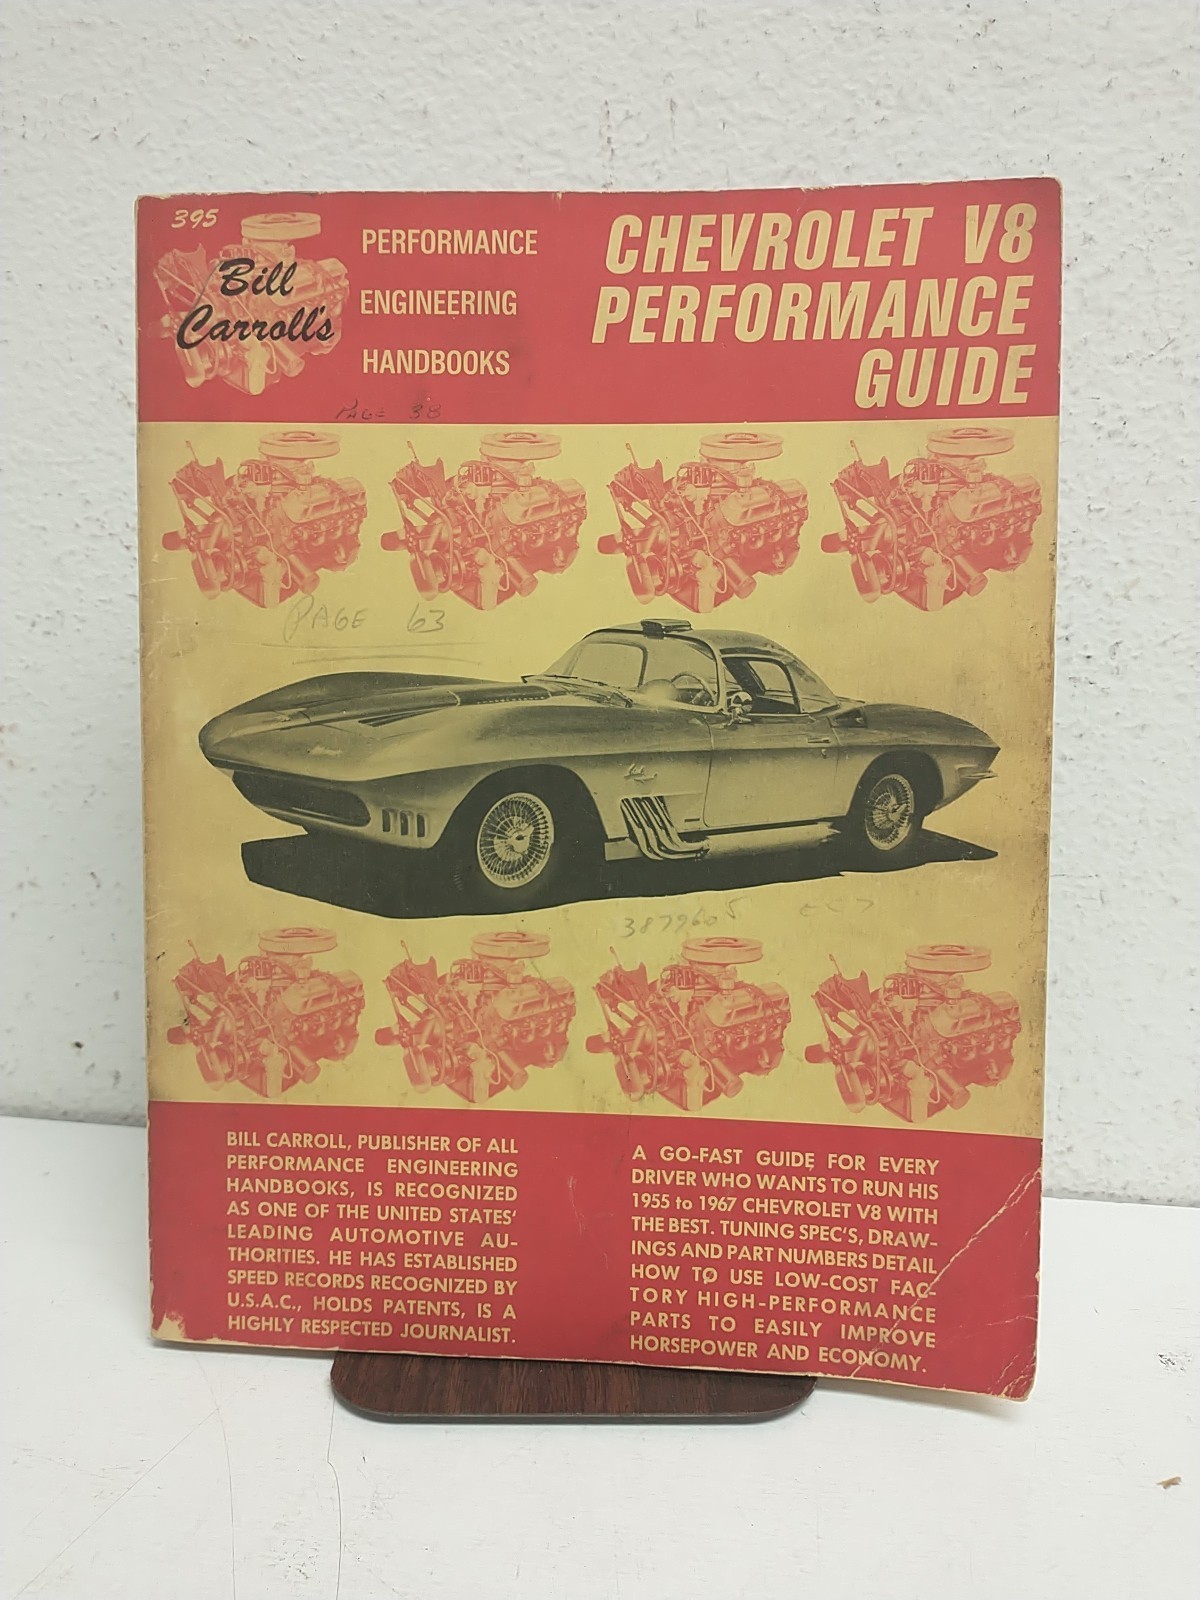 395
Bill
Carroll's
PERFORMANCE
ENGINEERING
HANDBOOKS
CHEVROLET V8
PERFORMANCE
GUIDE
PAGE 38
PAGE 63
BILL CARROLL, PUBLISHER OF ALL
PERFORMANCE ENGINEERING
HANDBOOKS, IS RECOGNIZED
AS ONE OF THE UNITED STATES'
LEADING AUTOMOTIVE AU-
THORITIES. HE HAS ESTABLISHED
SPEED RECORDS RECOGNIZED BY
U.S.A.C., HOLDS PATENTS, IS A
HIGHLY RESPECTED JOURNALIST.
A GO-FAST GUIDE FOR EVERY
DRIVER WHO WANTS TO RUN HIS
1955 to 1967 CHEVROLET V8 WITH
THE BEST. TUNING SPEC'S, DRAW-
INGS AND PART NUMBERS DETAIL
HOW TO USE LOW-COST FAC-
TORY HIGH-PERFORMANCE
PARTS TO EASILY IMPROVE
HORSEPOWER AND ECONOMY.